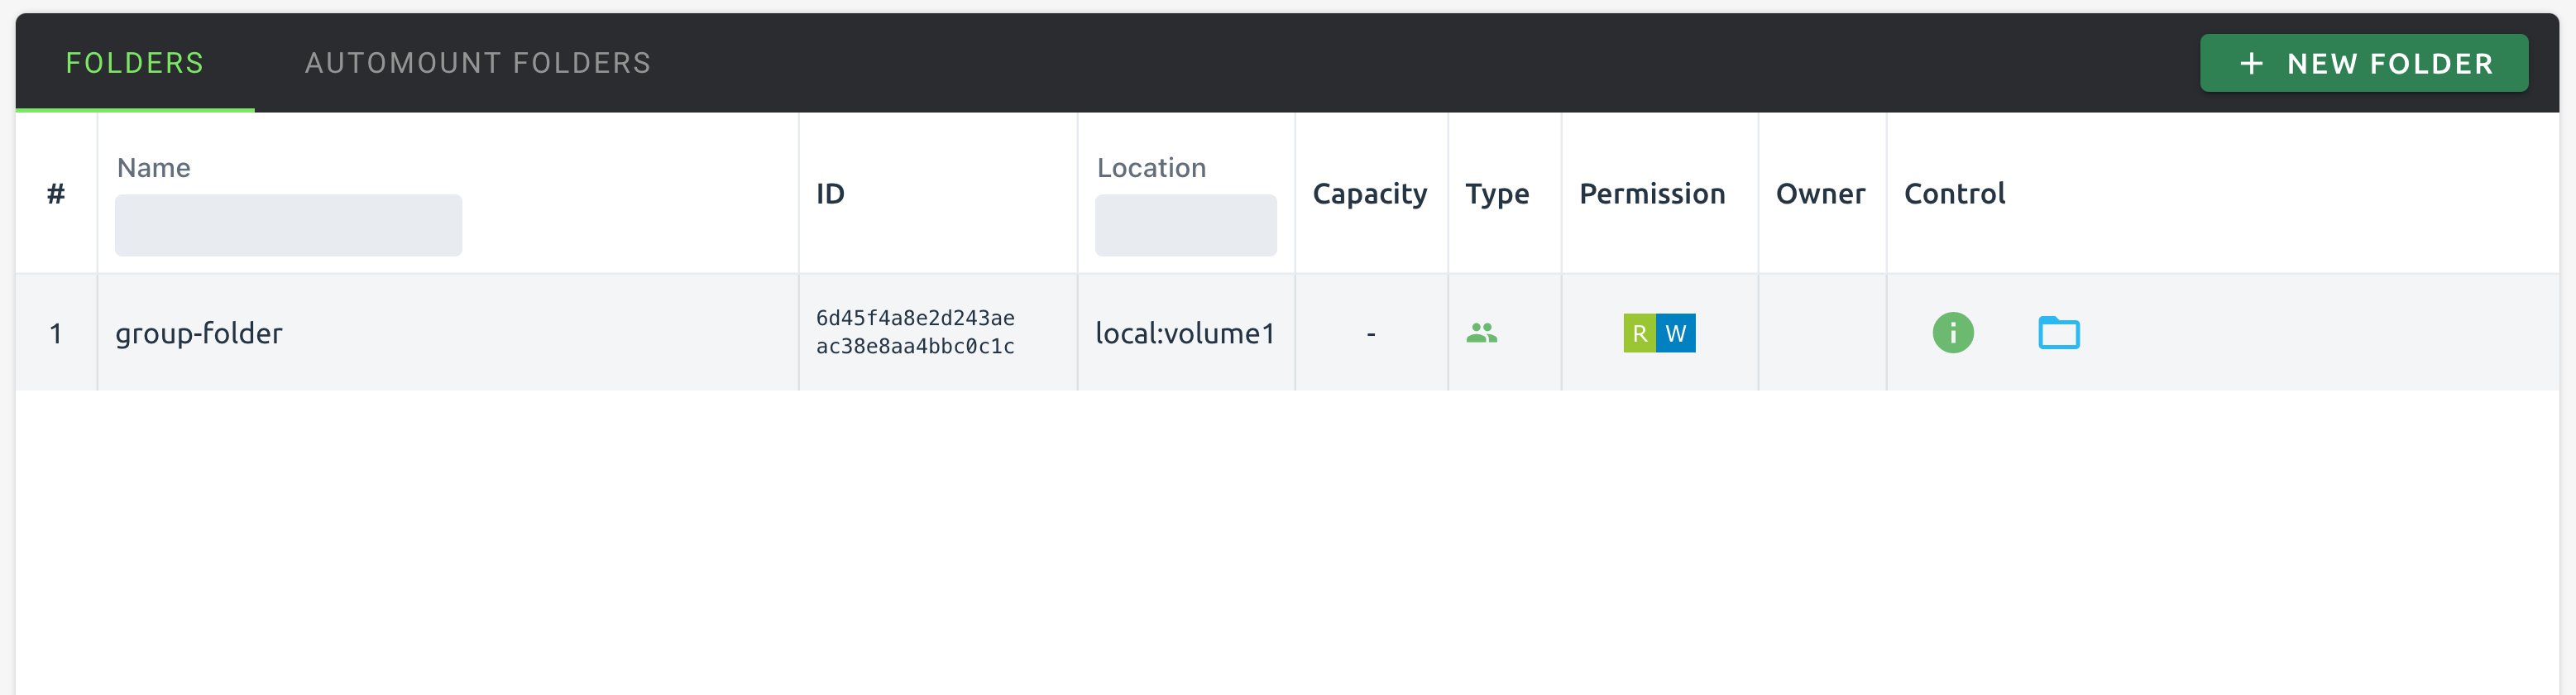 FOLDERS AUTOMOUNT FOLDERS + NEW FOLDER
# Name ID Location Capacity Type Permission Owner Control
1 group-folder 6d45f4a8e2d243ae local:volume1 - R W
ac38e8aa4bbc0c1c